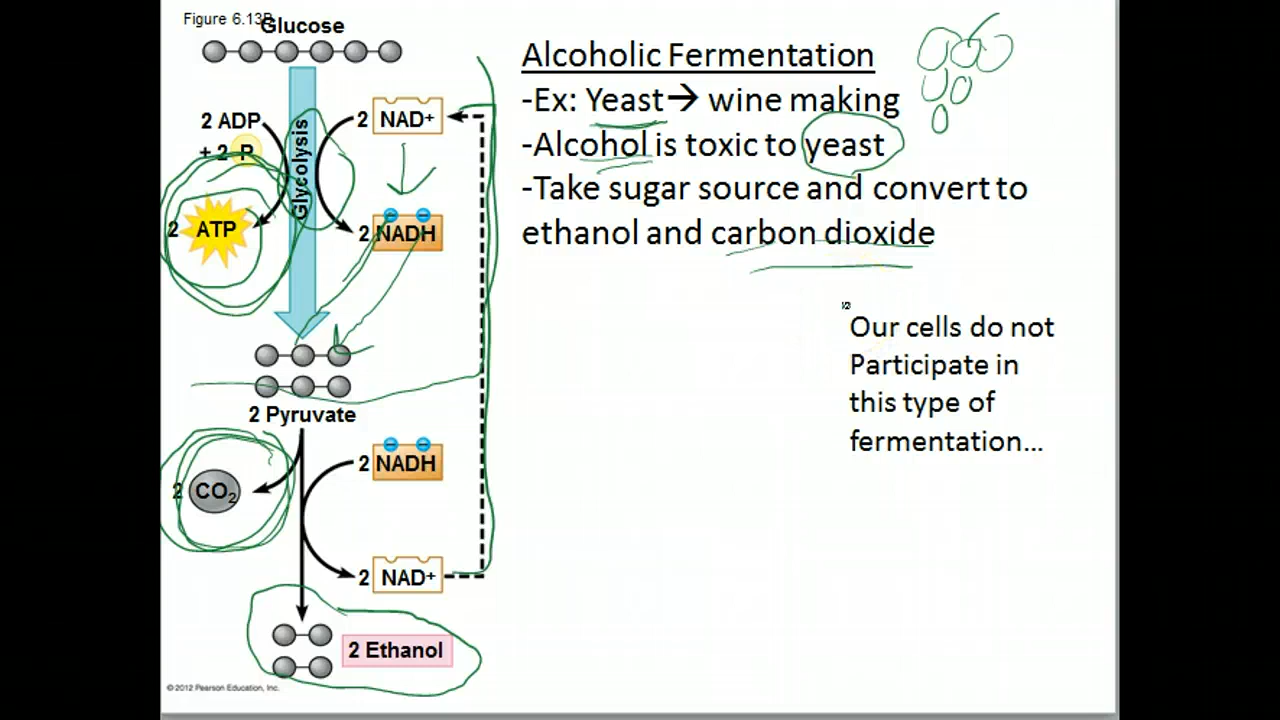 Figure 6.13B
Glucose
2 ADP
+ 2 P
2 ATP
Glycolysis
2 NAD+
2 NADH
2 Pyruvate
2 CO2
2 NADH
2 NAD+
2 Ethanol
© 2012 Pearson Education, Inc.
Alcoholic Fermentation
-Ex: Yeast→ wine making
-Alcohol is toxic to yeast
-Take sugar source and convert to
ethanol and carbon dioxide
Our cells do not
Participate in
this type of
fermentation...